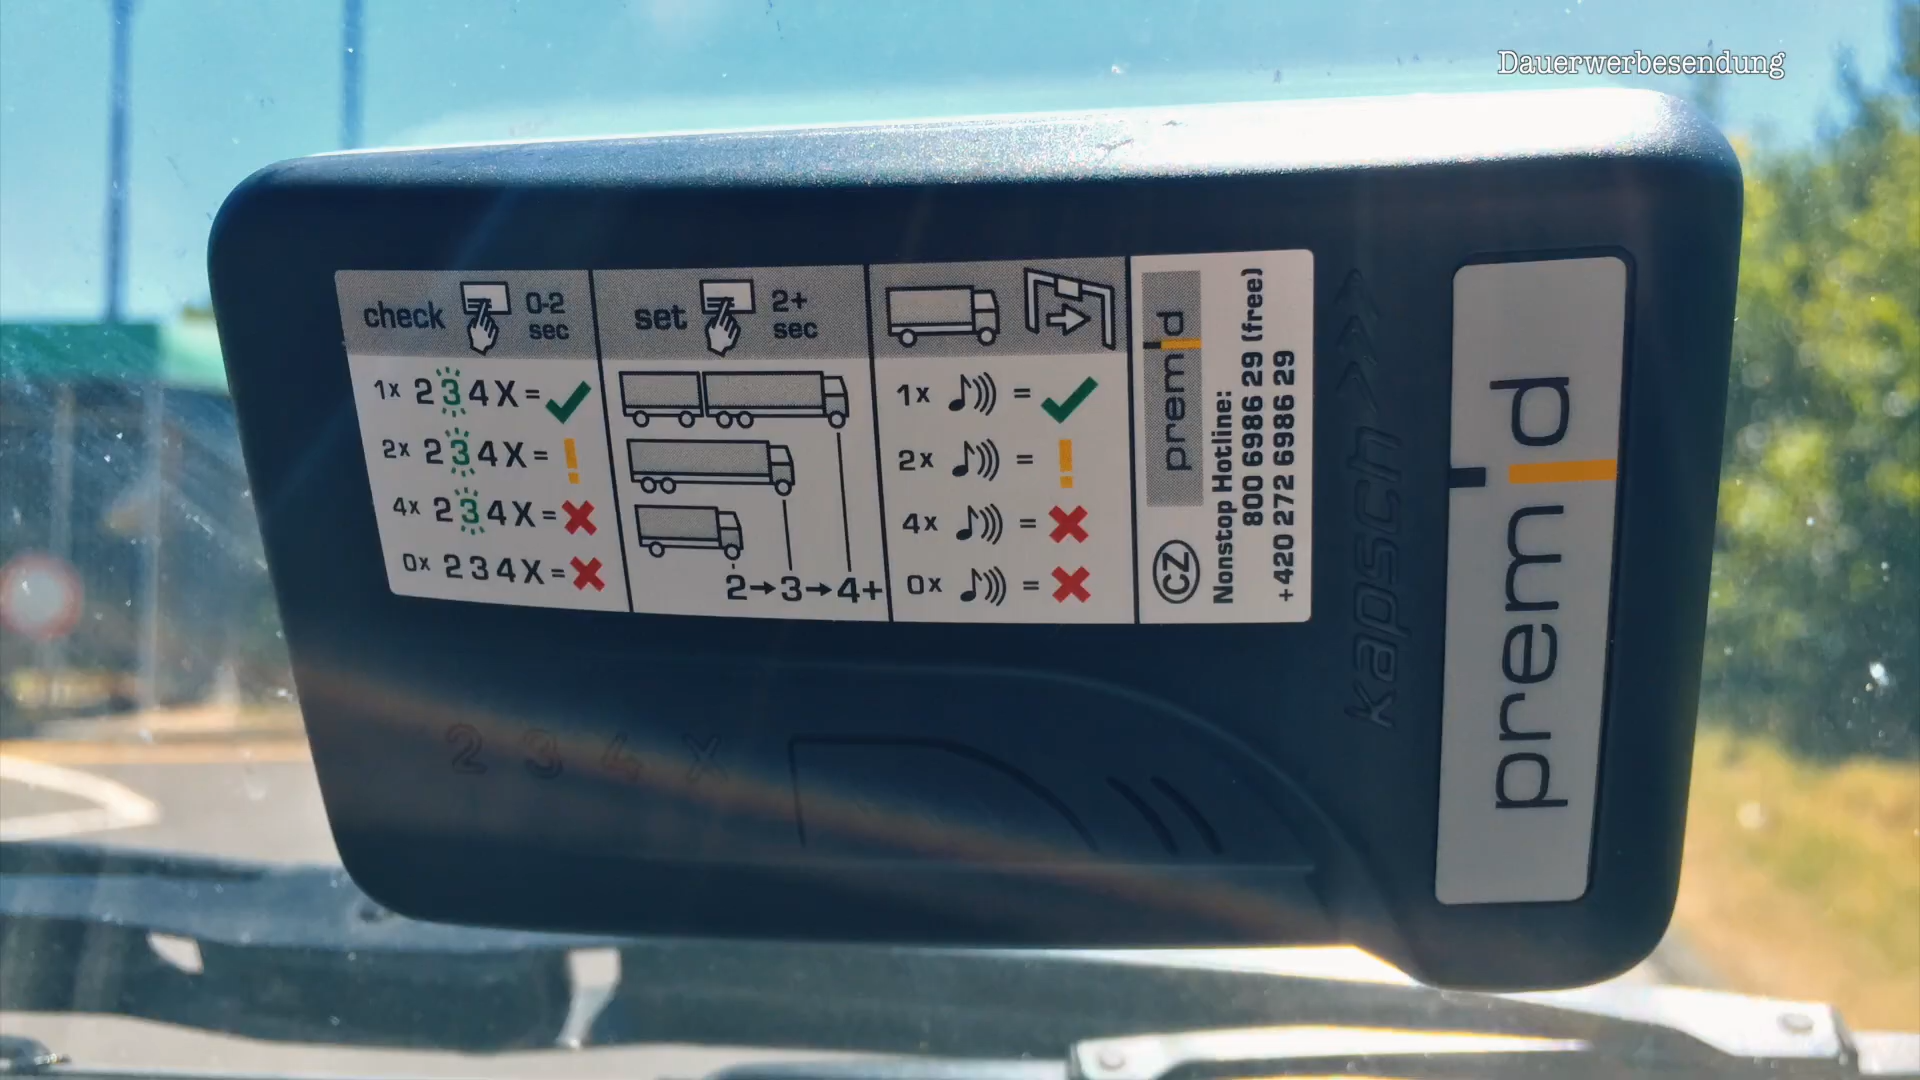 Dauerwerbesendung
check 0-2 sec
1x 234X=
2x 234X=
4x 234X=
0x 234X=
set 2+ sec
2→3→4+
1x =
2x =
4x =
0x =
premid
CZ
Nonstop Hotline:
800 6986 29 (free)
+420 272 6986 29
kapsch >>>
premid
2 3 4 X